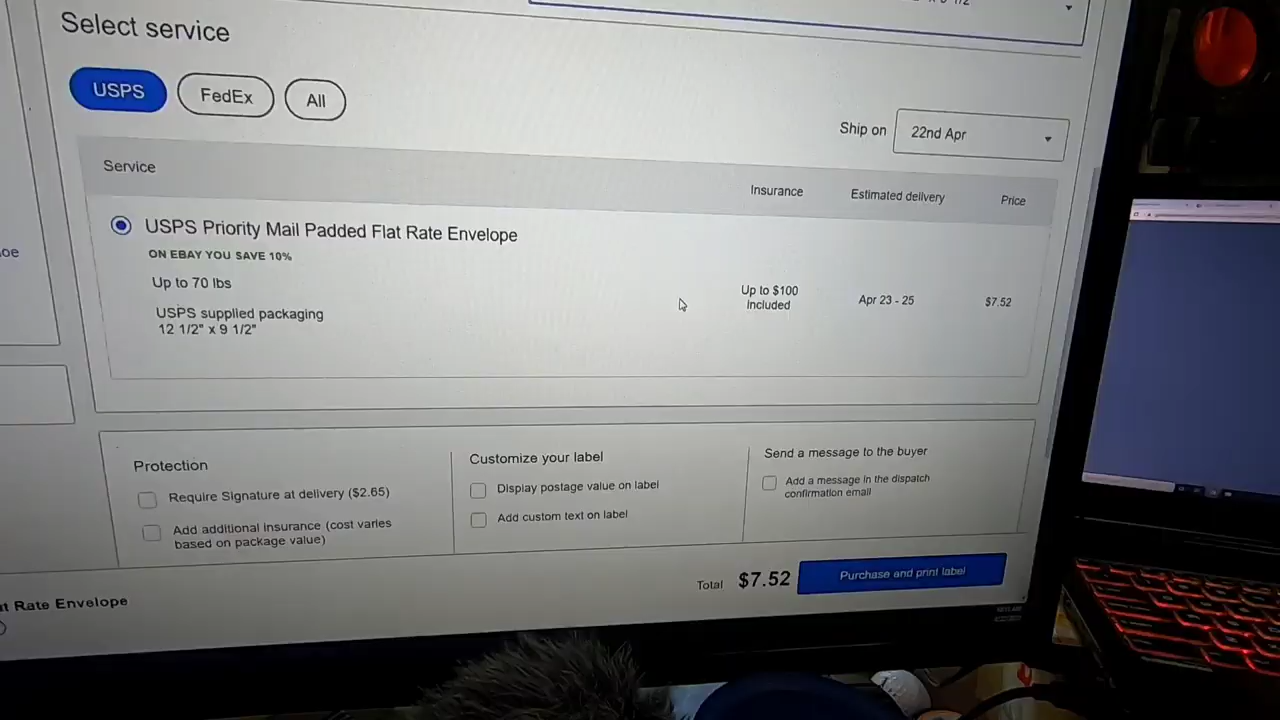 Select service
USPS
FedEx
All
Ship on
22nd Apr
Service
Insurance
Estimated delivery
Price
USPS Priority Mail Padded Flat Rate Envelope
ON EBAY YOU SAVE 10%
Up to 70 lbs
USPS supplied packaging
12 1/2" x 9 1/2"
Up to $100
included
Apr 23 - 25
$7.52
Protection
Require Signature at delivery ($2.65)
Add additional insurance (cost varies
based on package value)
Customize your label
Display postage value on label
Add custom text on label
Send a message to the buyer
Add a message in the dispatch
confirmation email
Rate Envelope
Total $7.52
Purchase and print label